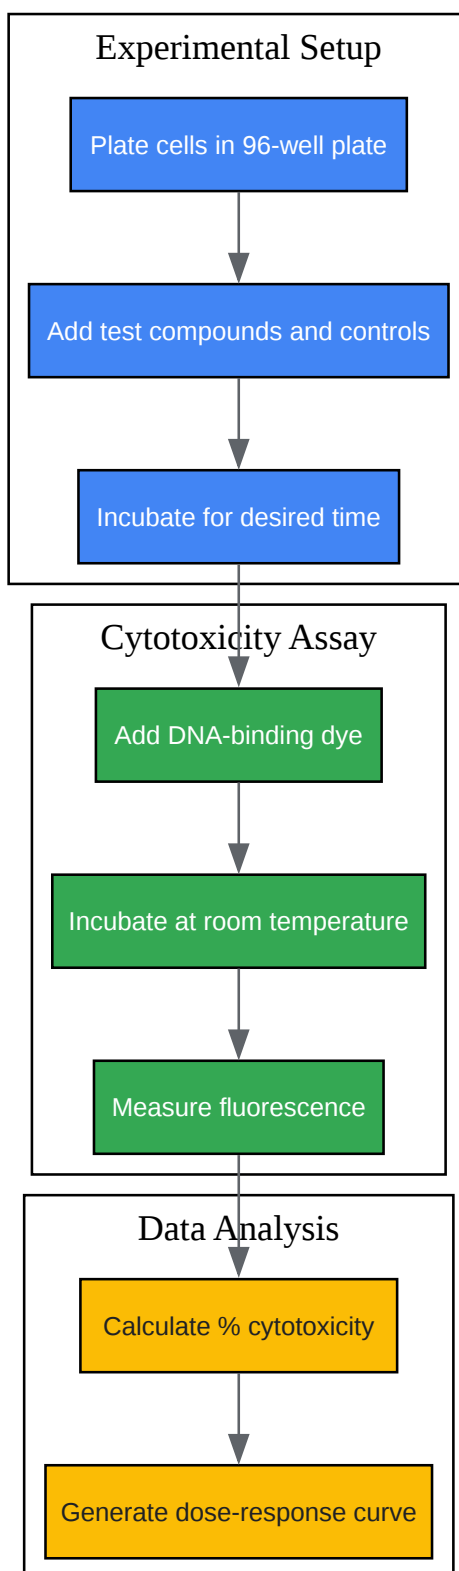 Experimental Setup
Plate cells in 96-well plate
Add test compounds and controls
Incubate for desired time
Cytotoxicity Assay
Add DNA-binding dye
Incubate at room temperature
Measure fluorescence
Data Analysis
Calculate % cytotoxicity
Generate dose-response curve